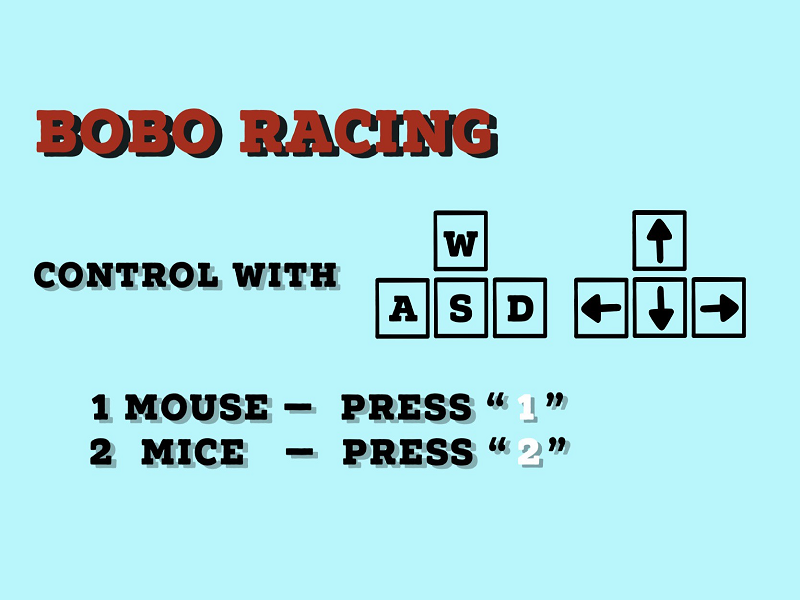 BOBO RACING
W
CONTROL WITH
A S D
1 MOUSE — PRESS “1”
2 MICE — PRESS “2”